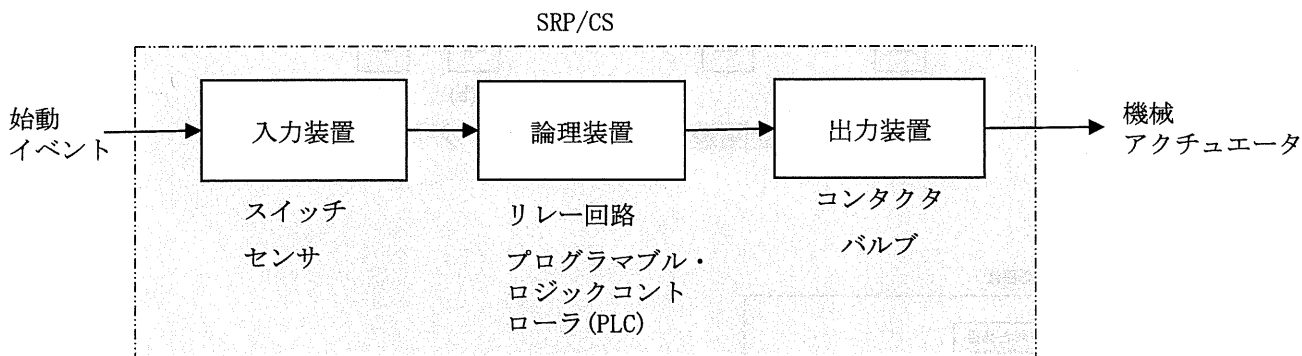 SRP/CS
始動
イベント
入力装置
論理装置
出力装置
機械
アクチュエータ
スイッチ
センサ
リレー回路
プログラマブル・
ロジックコント
ローラ(PLC)
コンタクタ
バルブ